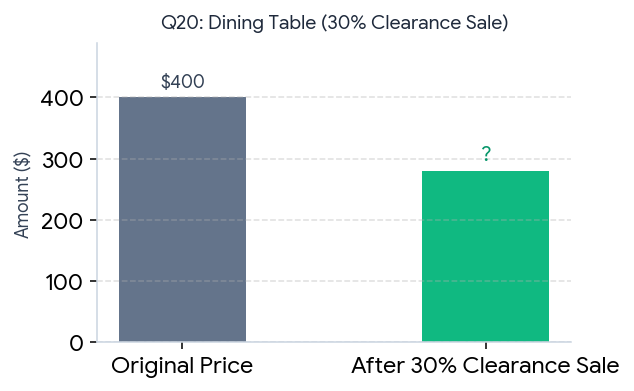 Q20: Dining Table (30% Clearance Sale)
Amount ($)
400
300
200
100
0
$400
?
Original Price
After 30% Clearance Sale